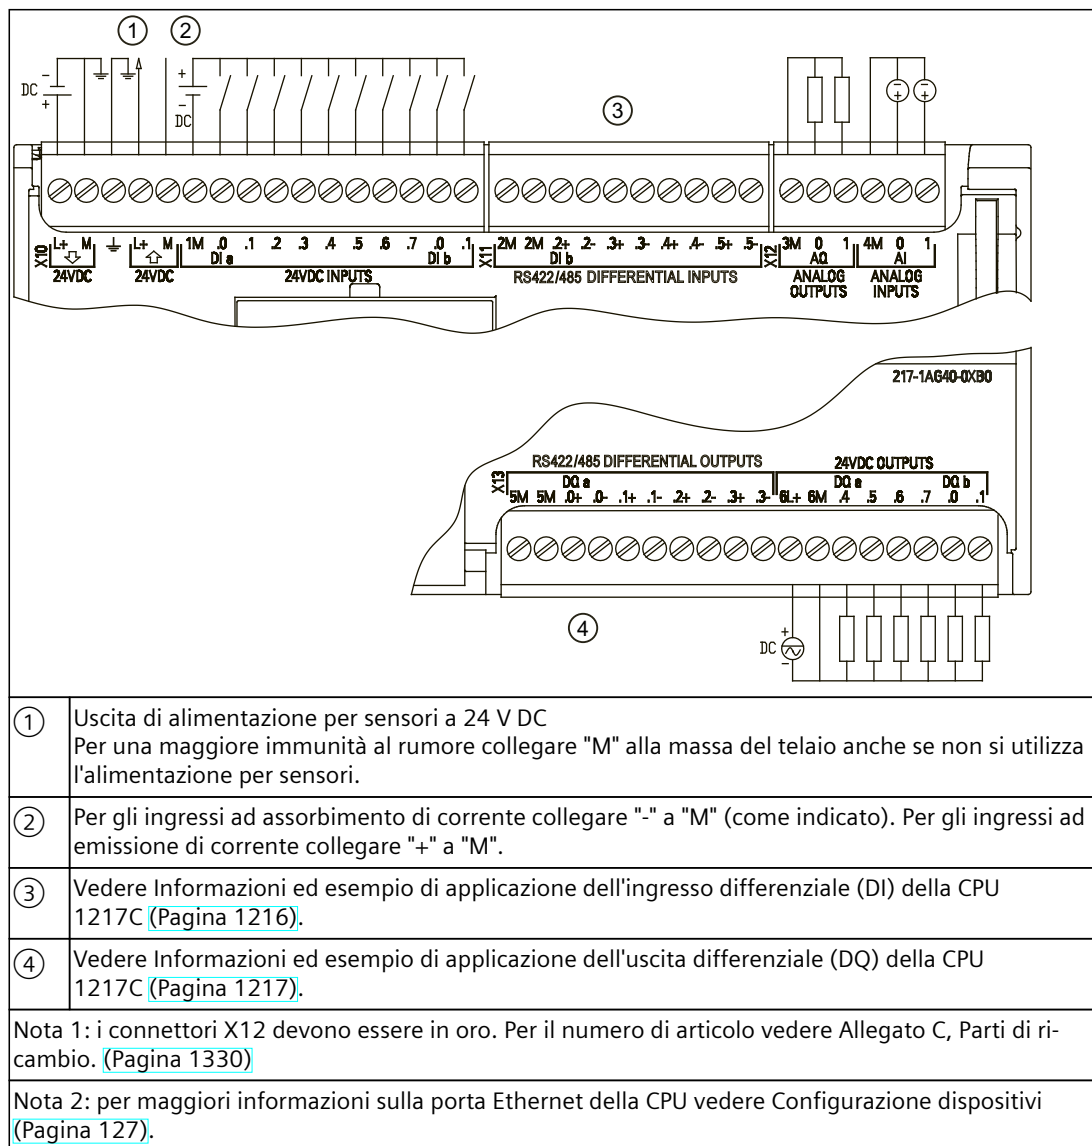 ① ②
−
DC
+
+
−
DC
③
X10 L+ M ⏚ L+ M 1M .0 .1 .2 .3 .4 .5 .6 .7 .0 .1 X11 2M 2M .2+ .2- .3+ .3- .4+ .4- .5+ .5- X12 3M 0 1 4M 0 1
DI a DI b DI b AQ AI
24VDC 24VDC 24VDC INPUTS RS422/485 DIFFERENTIAL INPUTS ANALOG OUTPUTS ANALOG INPUTS
217-1AG40-0XB0
RS422/485 DIFFERENTIAL OUTPUTS 24VDC OUTPUTS
X13 DQ a DQ a DQ b
5M 5M .0+ .0- .1+ .1- .2+ .2- .3+ .3- 6L+ 6M .4 .5 .6 .7 .0 .1
④
+
DC
−
① Uscita di alimentazione per sensori a 24 V DC
Per una maggiore immunità al rumore collegare "M" alla massa del telaio anche se non si utilizza
l'alimentazione per sensori.
② Per gli ingressi ad assorbimento di corrente collegare "-" a "M" (come indicato). Per gli ingressi ad
emissione di corrente collegare "+" a "M".
③ Vedere Informazioni ed esempio di applicazione dell'ingresso differenziale (DI) della CPU
1217C (Pagina 1216).
④ Vedere Informazioni ed esempio di applicazione dell'uscita differenziale (DQ) della CPU
1217C (Pagina 1217).
Nota 1: i connettori X12 devono essere in oro. Per il numero di articolo vedere Allegato C, Parti di ri-
cambio. (Pagina 1330)
Nota 2: per maggiori informazioni sulla porta Ethernet della CPU vedere Configurazione dispositivi
(Pagina 127).